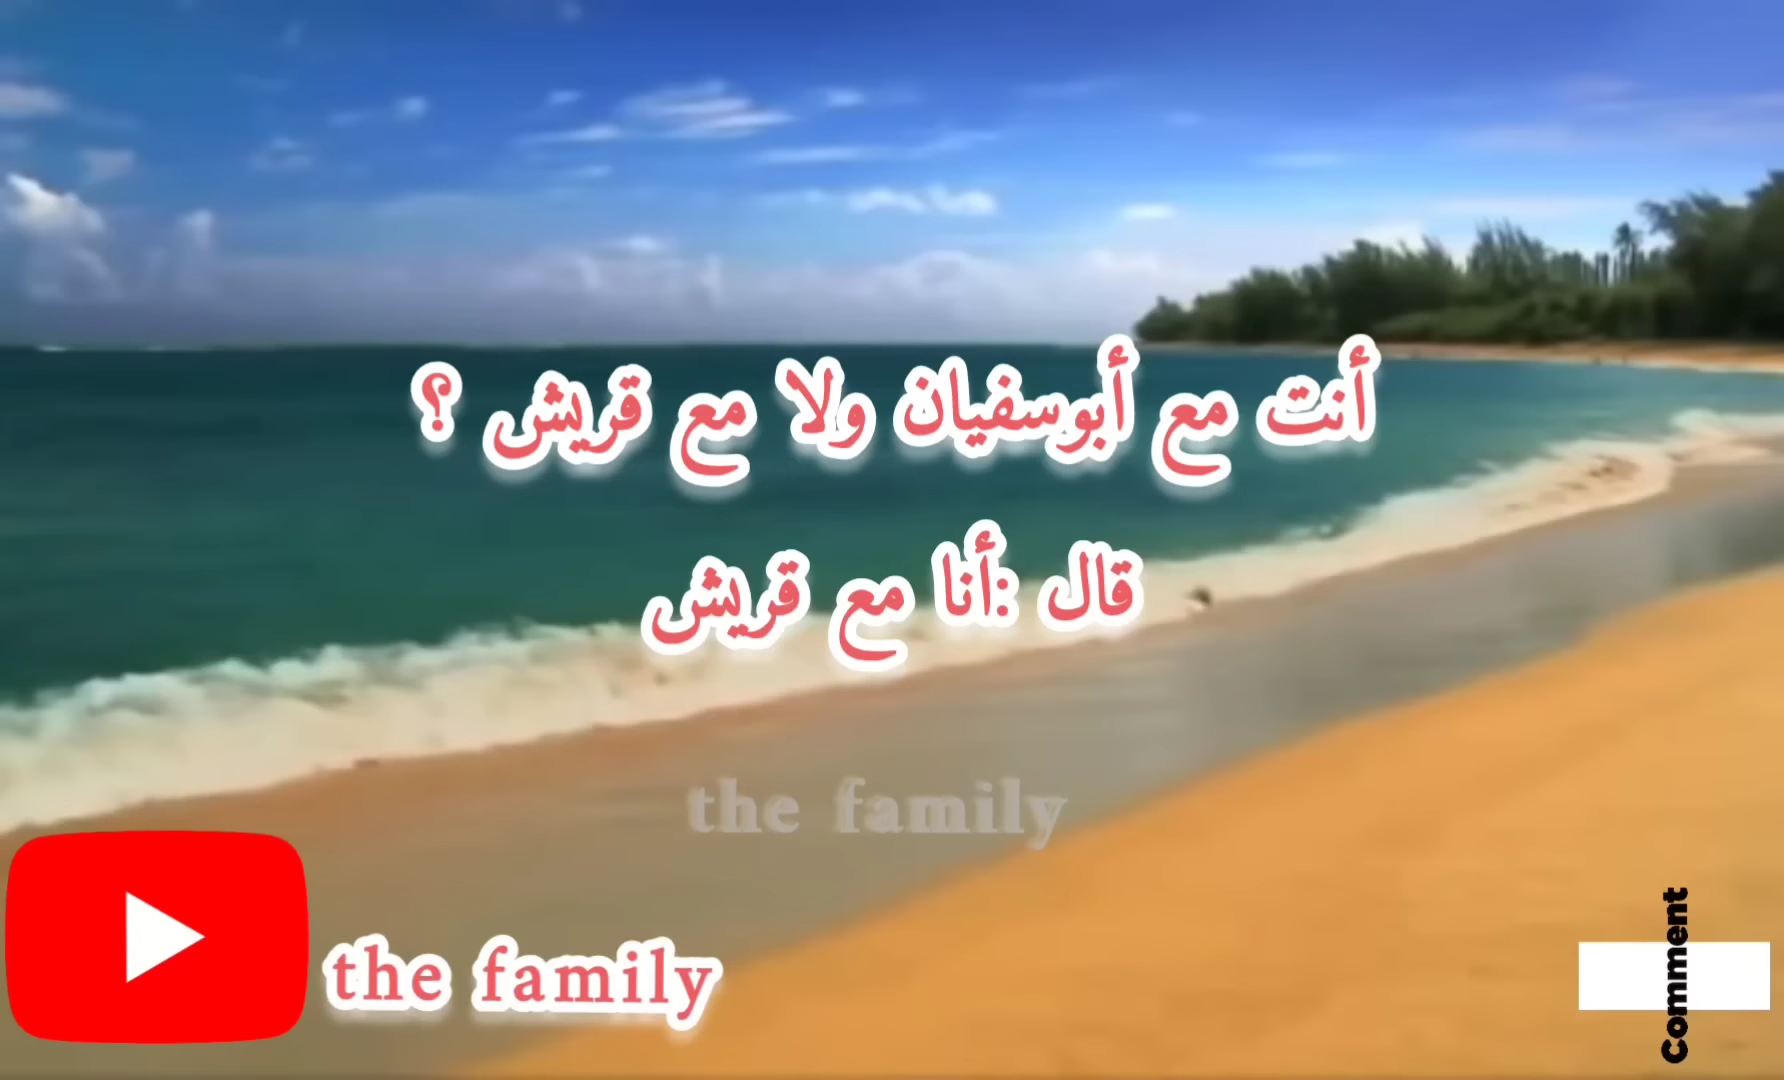 أنت مع أبوسفيان ولا مع قريش ؟
قال :أنا مع قريش
the family
the family
Comment